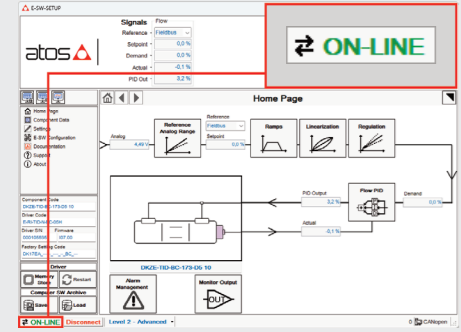 E-SW-SETUP
atos
Signals Flow
Reference - Fieldbus
Setpoint - 0,0 %
Demand - 0,0 %
Actual - -0,1 %
PID Out - 3,2 %
ON-LINE
Home Page
Home Page
Component Data
Settings
E-SW Configuration
Documentation
Support
About
Component Code
DKZE-TID-BC-173-D5 10
Driver Code
Driver S/N Firmware
Factory Setting Code
Driver
Memory Store
Restart
Computer SW Archive
Save
Load
Analog
4,49 V
Reference
Analog Range
Reference
Fieldbus
Setpoint
0,0 %
Ramps
Linearization
Regulation
PID Output
3,2 %
Flow PID
Demand
0,0 %
Actual
-0,1 %
DKZE-TID-BC-173-D5 10
Alarm
Management
Monitor Output
OUT
ON-LINE Disconnect Level 2 - Advanced
CANopen